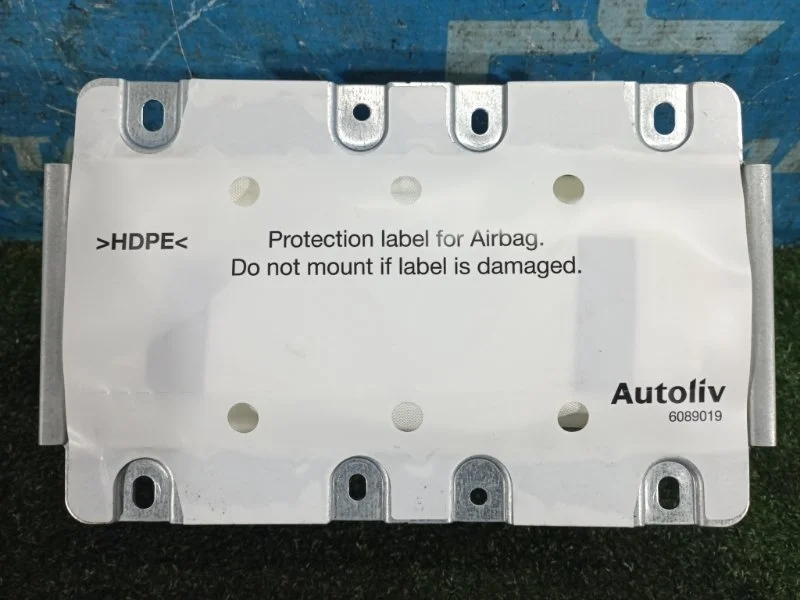 >HDPE<
Protection label for Airbag.
Do not mount if label is damaged.
Autoliv
6089019